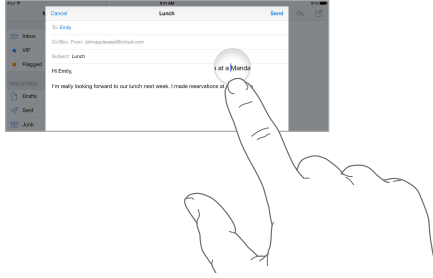 iPad
9:41 AM
Cancel
Lunch
Send
Inbox
To: Emily
VIP
Cc/Bcc, From: johnappleseed@icloud.com
Flagged
Subject: Lunch
at a Manda
Hi Emily,
MAILBOXES
I'm really looking forward to our lunch next week. I made reservations at
Drafts
Sent
Junk